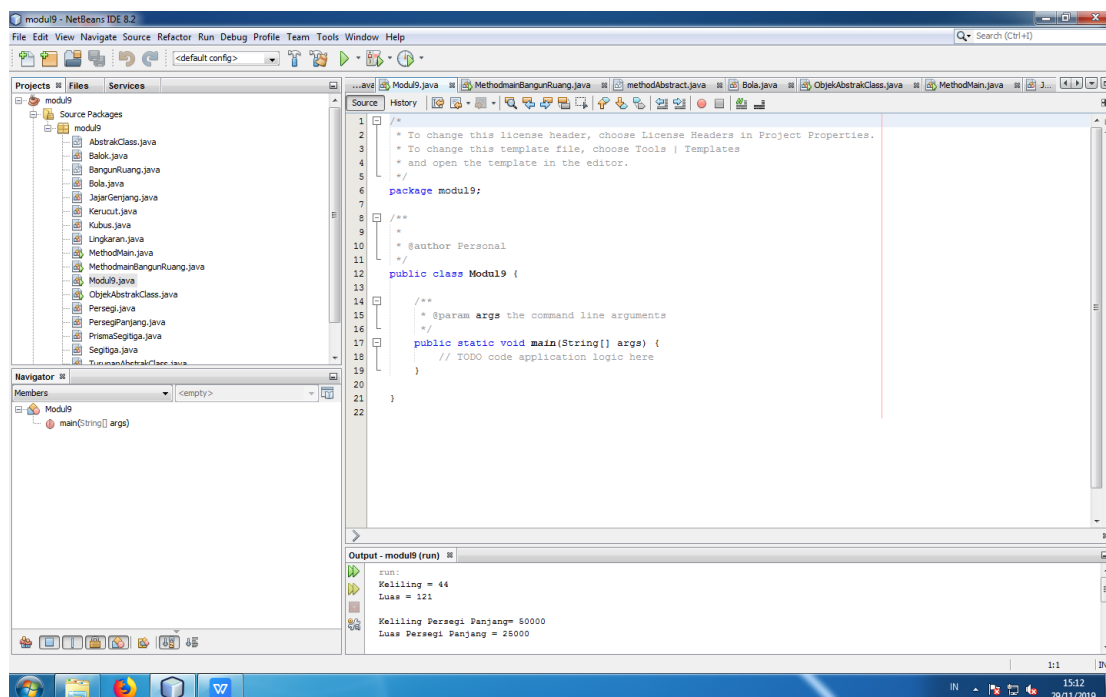 modul9 - NetBeans IDE 8.2
File Edit View Navigate Source Refactor Run Debug Profile Team Tools Window Help
Search (Ctrl+I)
<default config>
Projects Files Services
modul9
Source Packages
modul9
AbstrakClass.java
Balok.java
BangunRuang.java
Bola.java
JajarGenjang.java
Kerucut.java
Kubus.java
Lingkaran.java
MethodMain.java
MethodmainBangunRuang.java
Modul9.java
ObjekAbstrakClass.java
Persegi.java
PersegiPanjang.java
PrismaSegitiga.java
Segitiga.java
TurunanAbstrakClass.java
Navigator
Members <empty>
Modul9
main(String[] args)
...ava Modul9.java MethodmainBangunRuang.java methodAbstract.java Bola.java ObjekAbstrakClass.java MethodMain.java J...
Source History
1 /*
2 * To change this license header, choose License Headers in Project Properties.
3 * To change this template file, choose Tools | Templates
4 * and open the template in the editor.
5 */
6 package modul9;
7
8 /**
9 *
10 * @author Personal
11 */
12 public class Modul9 {
13
14 /**
15 * @param args the command line arguments
16 */
17 public static void main(String[] args) {
18 // TODO code application logic here
19 }
20
21 }
22
Output - modul9 (run)
run:
Keliling = 44
Luas = 121
Keliling Persegi Panjang= 50000
Luas Persegi Panjang = 25000
1:1 IN
IN 15:12
29/11/2019